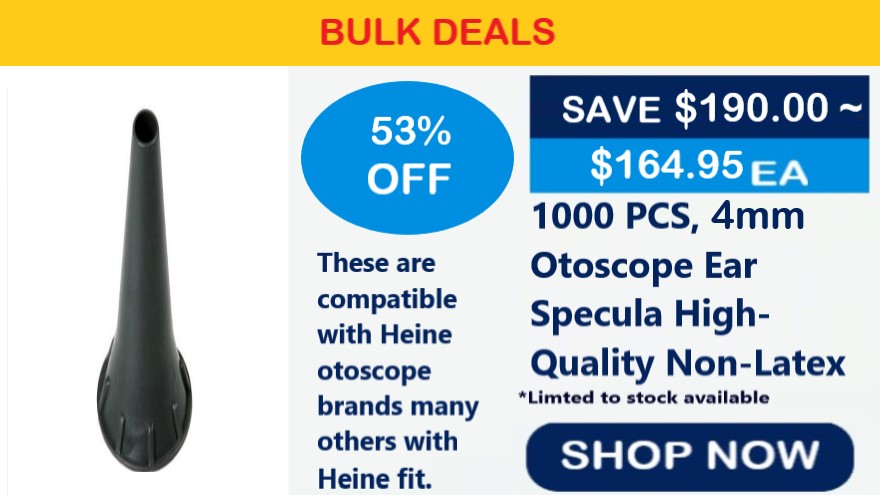 BULK DEALS
53%
OFF
These are
compatible
with Heine
otoscope
brands many
others with
Heine fit.
SAVE $190.00 ~
$164.95 EA
1000 PCS, 4mm
Otoscope Ear
Specula High-
Quality Non-Latex
*Limted to stock available
SHOP NOW